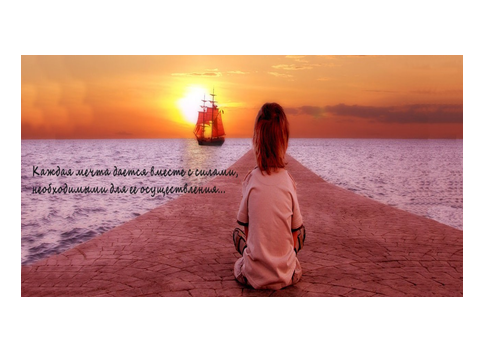 Каждая мечта дается вместе с силами,
необходимыми для ее осуществления...